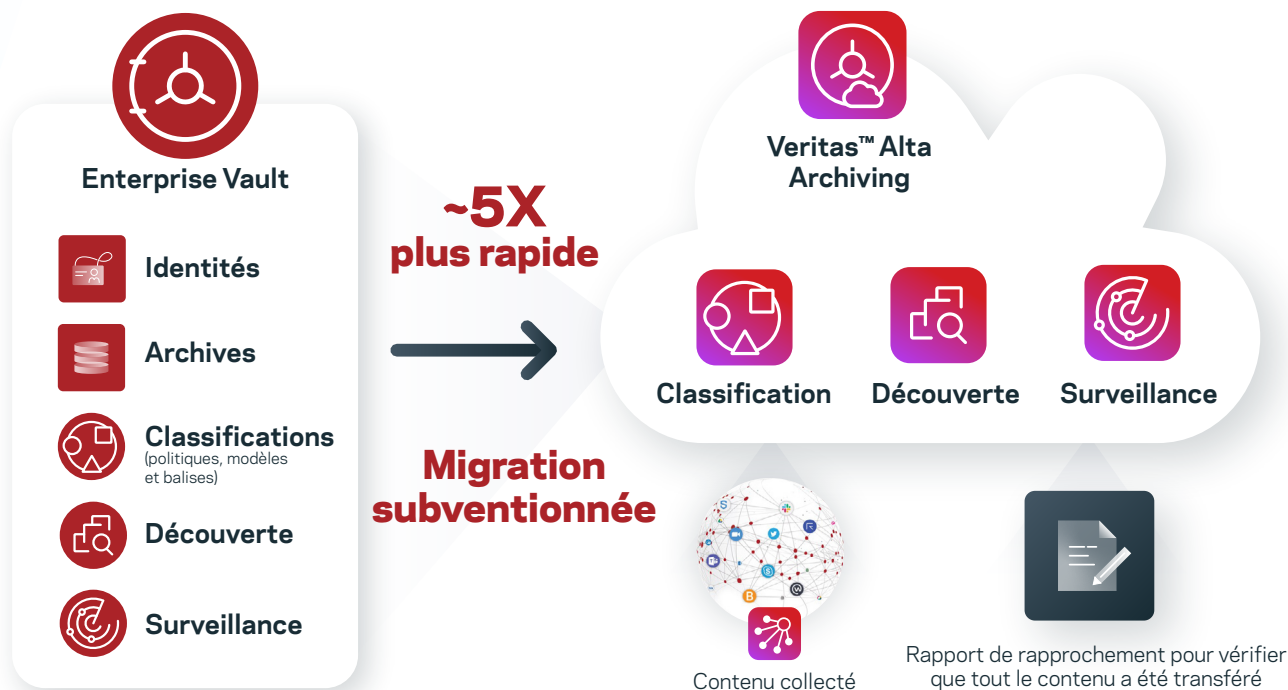 Enterprise Vault
Identités
Archives
Classifications
(politiques, modèles
et balises)
Découverte
Surveillance
~5X
plus rapide
Migration
subventionnée
Veritas™ Alta
Archiving
Classification
Découverte
Surveillance
Contenu collecté
Rapport de rapprochement pour vérifier
que tout le contenu a été transféré